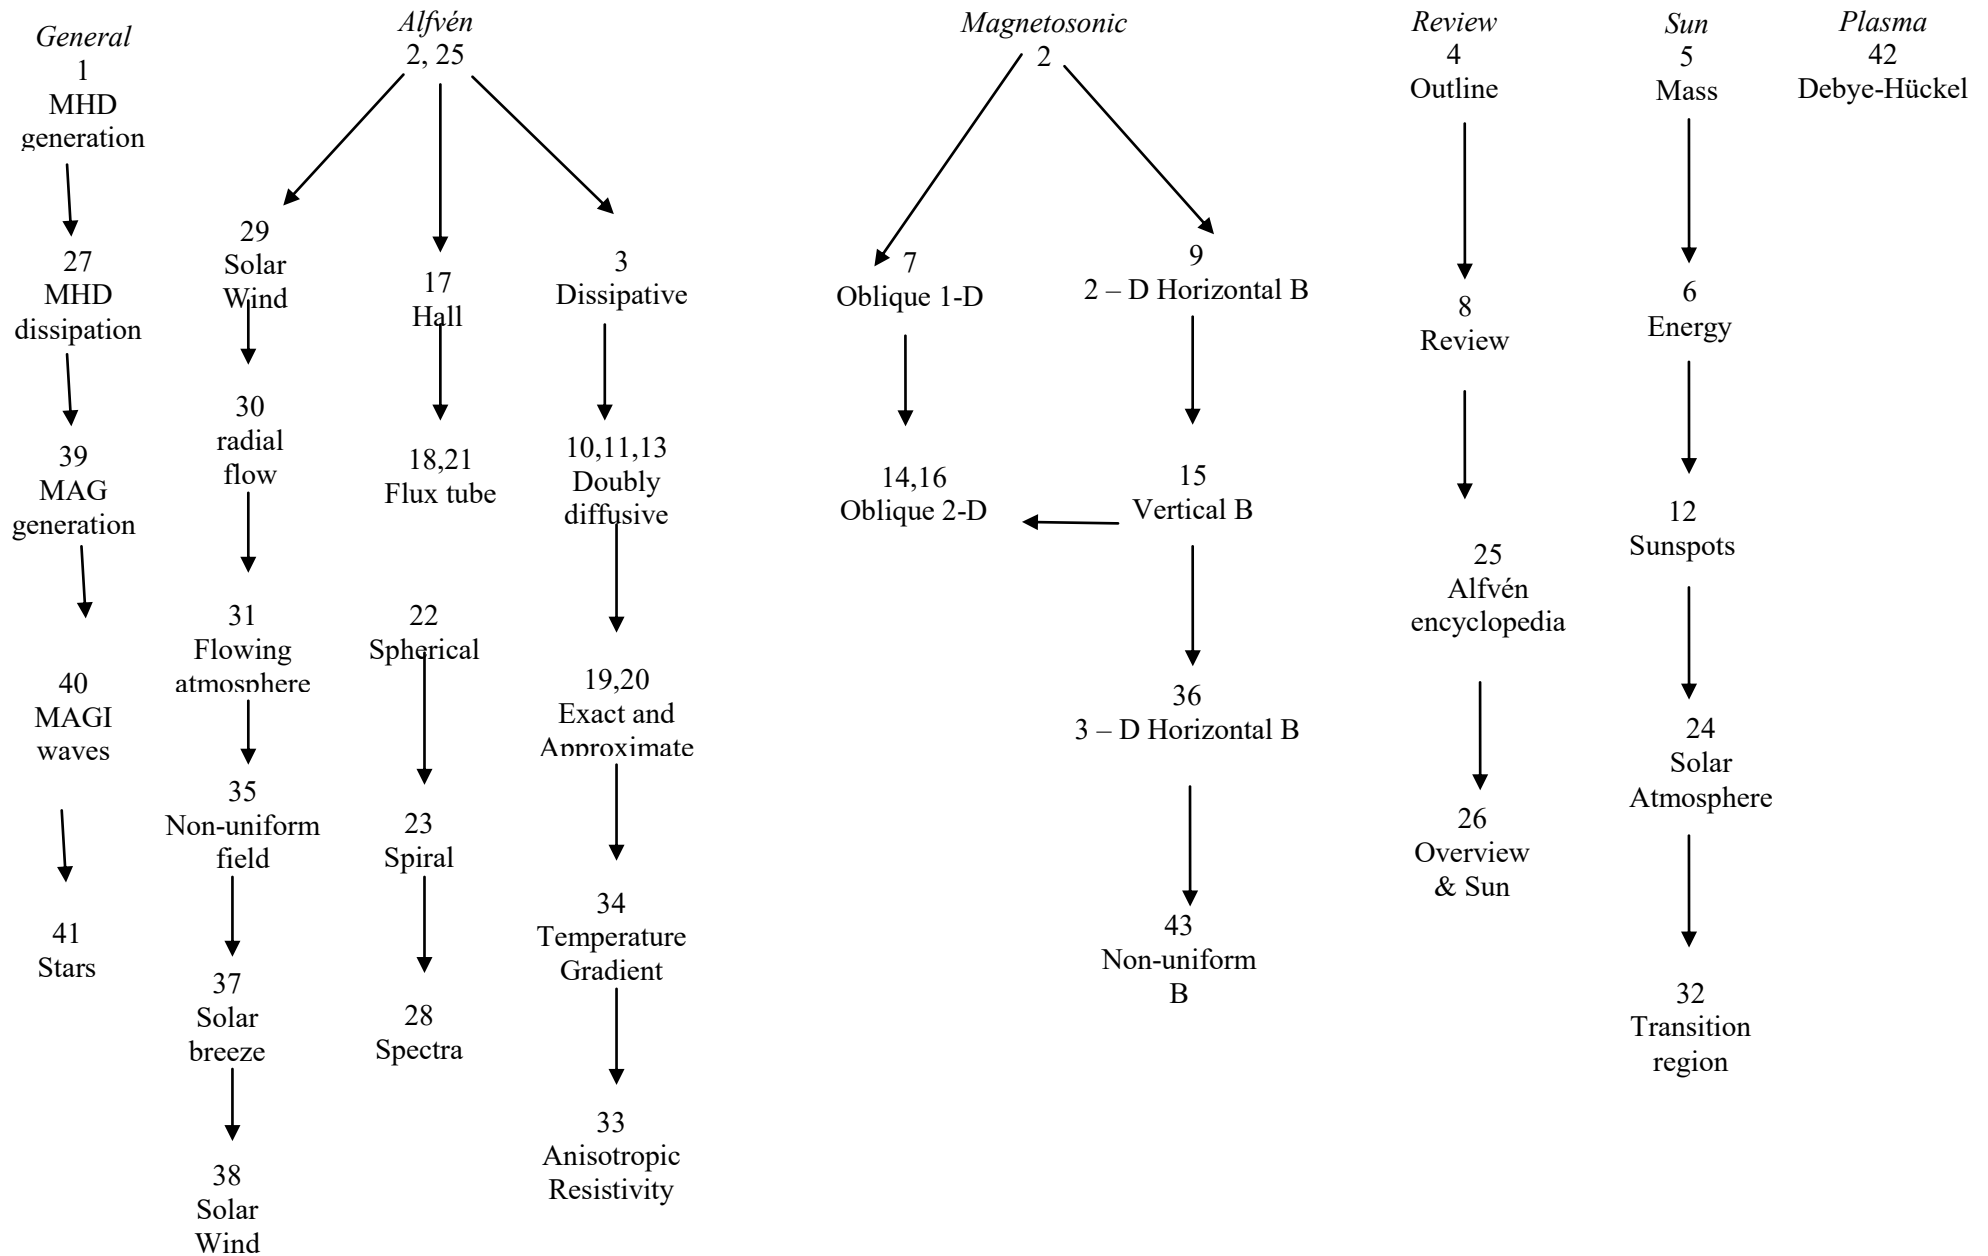 General
1
MHD
generation
27
MHD
dissipation
39
MAG
generation
40
MAGI
waves
41
Stars
Alfvén
2, 25
29
Solar
Wind
30
radial
flow
31
Flowing
atmosphere
35
Non-uniform
field
37
Solar
breeze
38
Solar
Wind
17
Hall
18,21
Flux tube
22
Spherical
23
Spiral
28
Spectra
3
Dissipative
10,11,13
Doubly
diffusive
19,20
Exact and
Approximate
34
Temperature
Gradient
33
Anisotropic
Resistivity
Magnetosonic
2
7
Oblique 1-D
14,16
Oblique 2-D
9
2 – D Horizontal B
15
Vertical B
36
3 – D Horizontal B
43
Non-uniform
B
Review
4
Outline
8
Review
25
Alfvén
encyclopedia
26
Overview
& Sun
Sun
5
Mass
6
Energy
12
Sunspots
24
Solar
Atmosphere
32
Transition
region
Plasma
42
Debye-Hückel